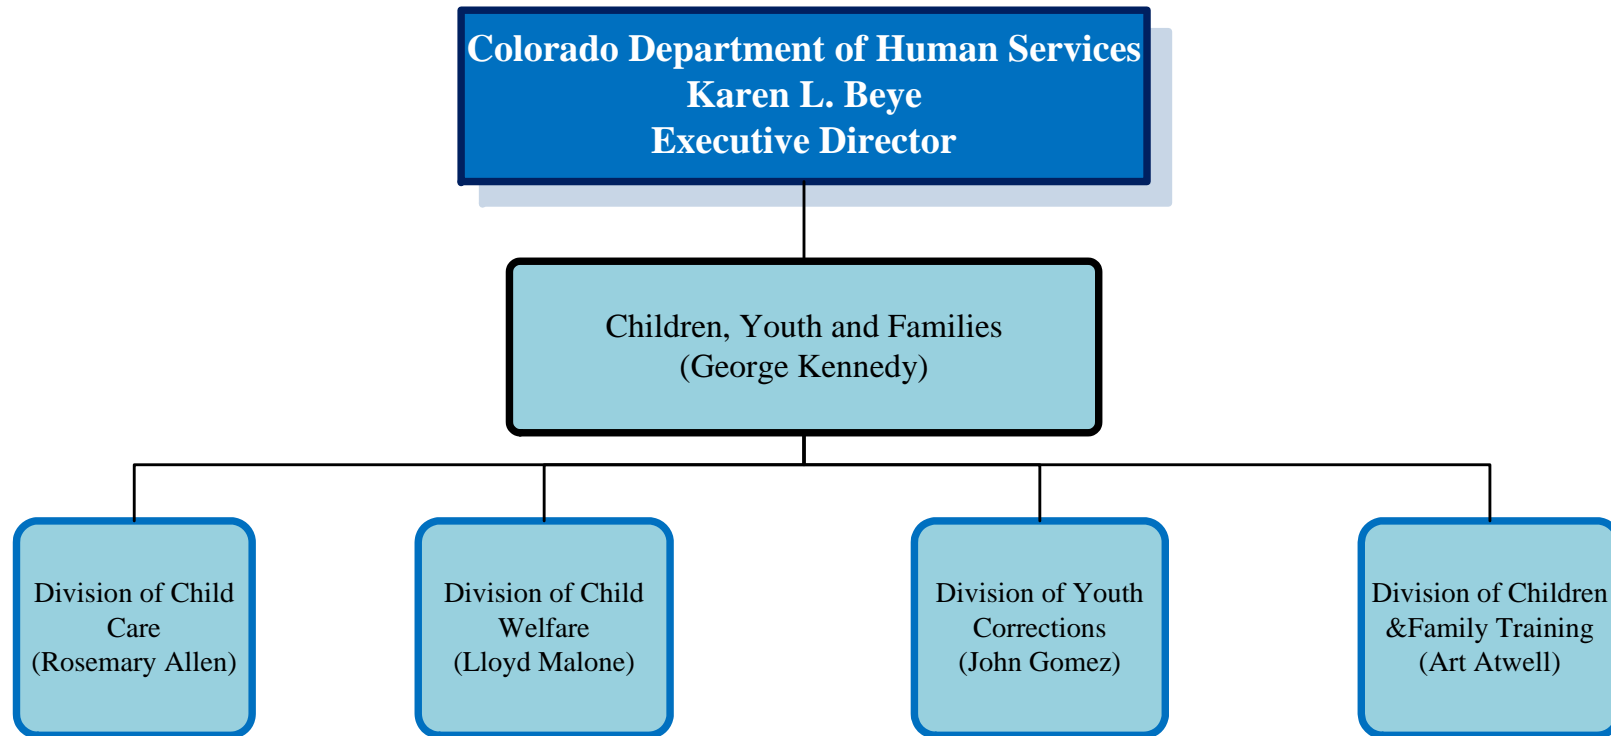 Colorado Department of Human Services
Karen L. Beye
Executive Director
Children, Youth and Families
(George Kennedy)
Division of Child
Care
(Rosemary Allen)
Division of Child
Welfare
(Lloyd Malone)
Division of Youth
Corrections
(John Gomez)
Division of Children
&Family Training
(Art Atwell)